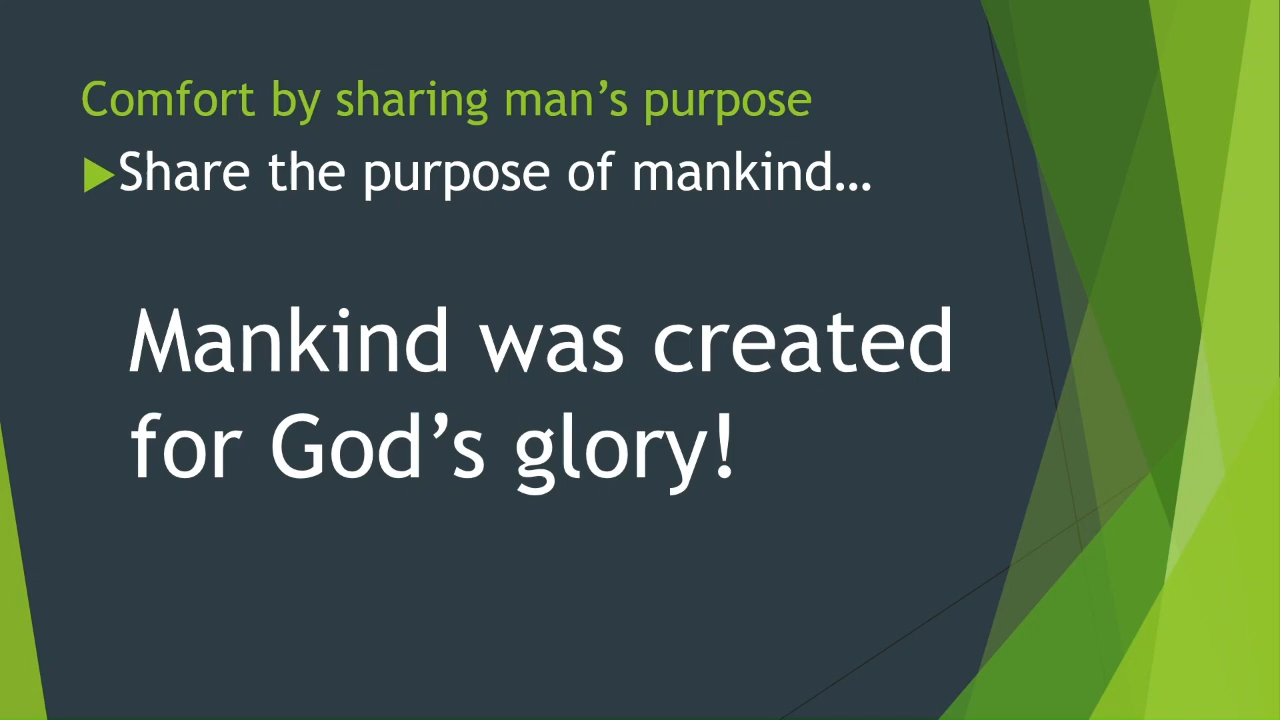 Comfort by sharing man’s purpose
Share the purpose of mankind…
Mankind was created
for God’s glory!